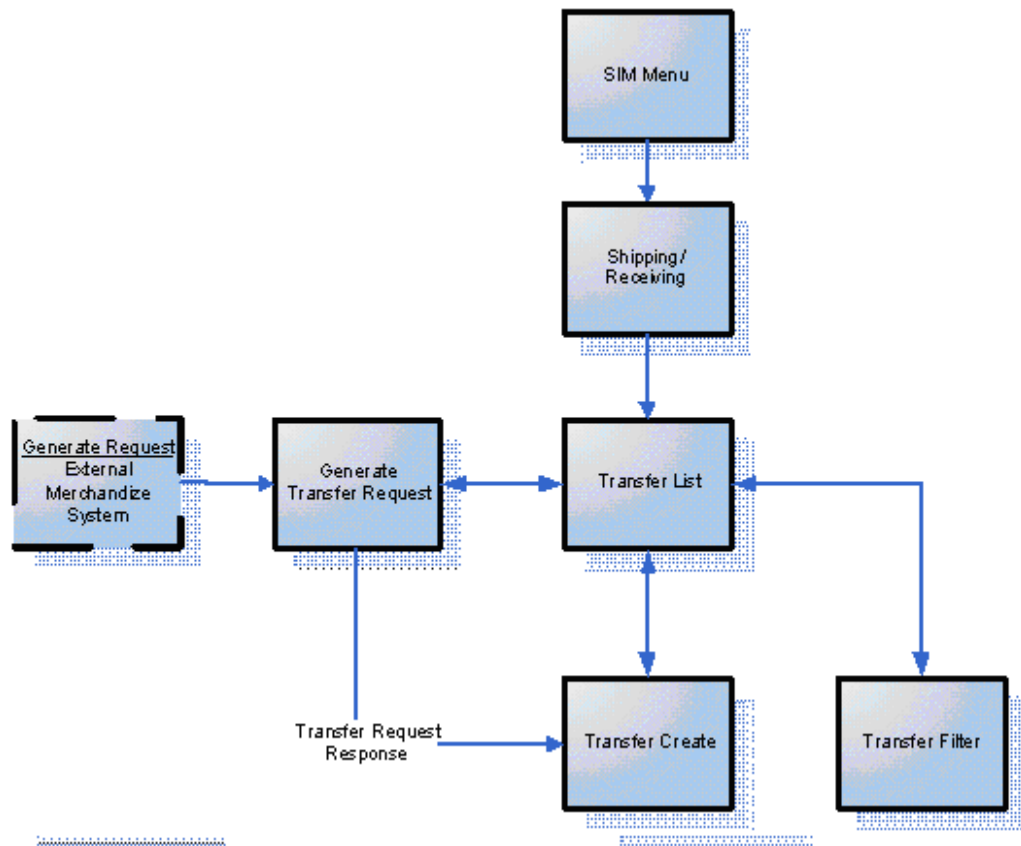 SIM Menu
Shipping/
Receiving
Generate Request
External
Merchandize
System
Generate
Transfer Request
Transfer List
Transfer Request
Response
Transfer Create
Transfer Filter